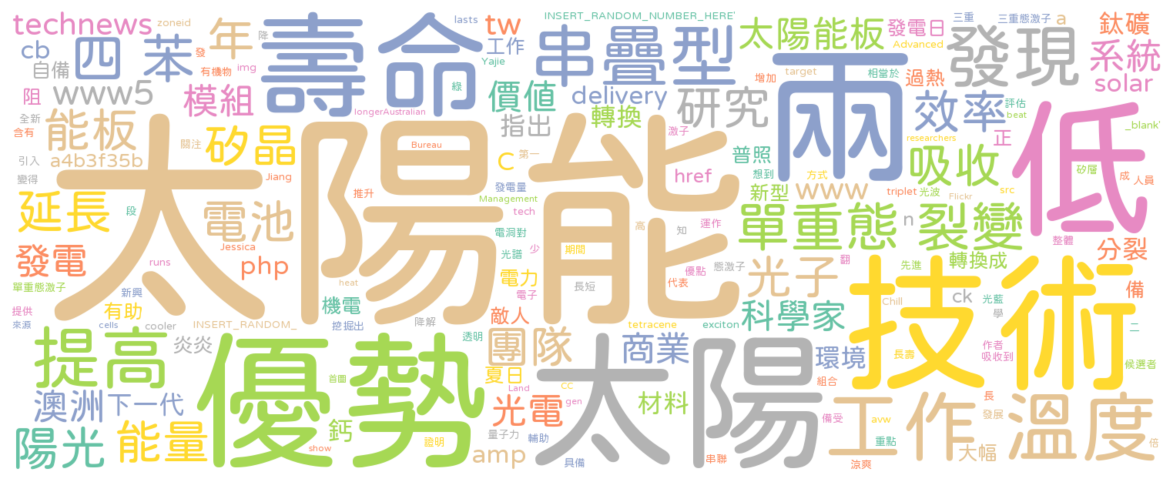 technews
zoneid
年
壽命
lasts
tw
INSERT_RANDOM_NUMBER_HERE'
三重
三重態激子
發電日
a
鈦礦
cb
四
苯
發
降
綠
工作
Yajie
串疊型
太陽能板
Advanced
發現
系統
自備
有機物
img
阻
www5
模組
longerAustralian
價值
delivery
研究
兩
增加
target
相當於
過熱
solar
能板
含有
全新
a4b3f35b
矽晶
關注
Bureau
指出
轉換
激子
效率
評估
beat
_blank'
researchers
正
低
引入
變得
Jiang
太陽能
推升
C
第一
發電量
Management
href
普照
想到
新型
www
方式
吸收
矽層
成
人員
triplet
光波
Flickr
src
延長
段
電池
Jessica
tech
電洞對
光譜
少
期間
高
知
運作
單重態
n
裂變
整體
分裂
發電
runs
php
電力
長短
優點
態激子
代表
翻
光子
先進
轉換成
單重態激子
新興
有助
heat
機電
電子
ck
光藍
學
備
提供
來源
cells
cooler
INSERT_RANDOM_
挖掘出
降解
敵人
透明
tetracene
exciton
科學家
Chill
技術
二
提高
炎炎
優勢
團隊
太陽
商業
環境
作者
吸收到
長壽
候選者
首圖
夏日
CC
Land
gen
組合
澳洲
下一代
鈣
光電
材料
備受
avw
長
發展
工作
溫度
陽光
能量
show
證明
amp
量子力
輔助
具備
串聯
重點
涼爽
大幅
倍